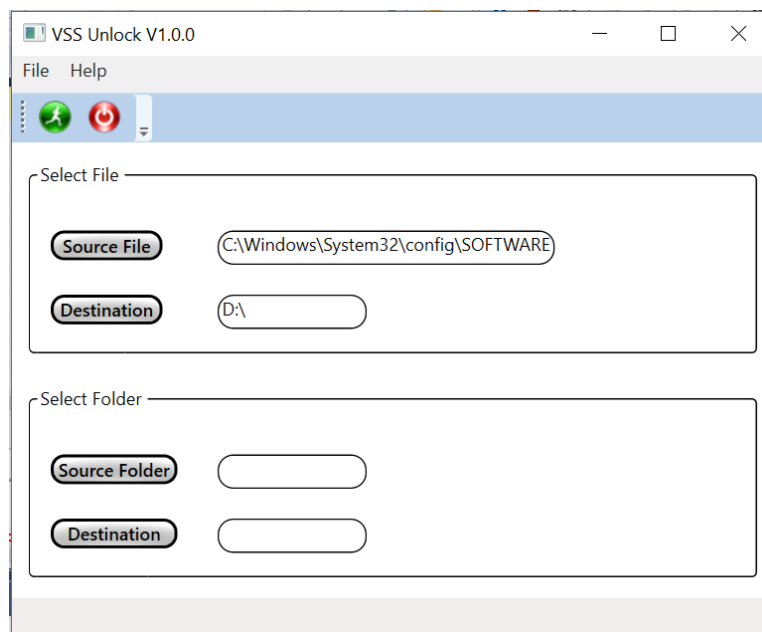 VSS Unlock V1.0.0
File Help
Select File
Source File C:\Windows\System32\config\SOFTWARE
Destination D:\
Select Folder
Source Folder
Destination